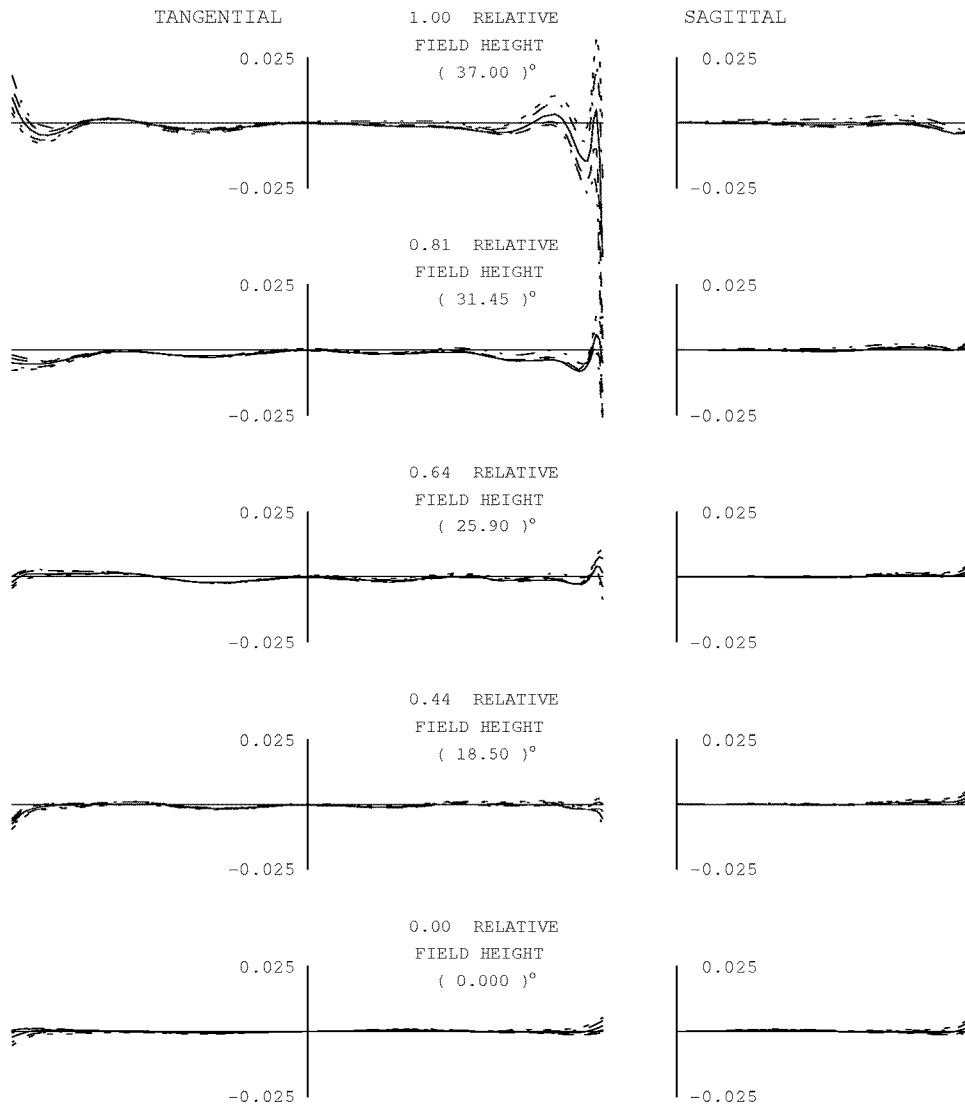 TANGENTIAL 1.00 RELATIVE SAGITTAL
FIELD HEIGHT
0.025 ( 37.00 )° 0.025
-0.025 -0.025
0.81 RELATIVE
FIELD HEIGHT
0.025 ( 31.45 )° 0.025
-0.025 -0.025
0.64 RELATIVE
FIELD HEIGHT
0.025 ( 25.90 )° 0.025
-0.025 -0.025
0.44 RELATIVE
FIELD HEIGHT
0.025 ( 18.50 )° 0.025
-0.025 -0.025
0.00 RELATIVE
FIELD HEIGHT
0.025 ( 0.000 )° 0.025
-0.025 -0.025